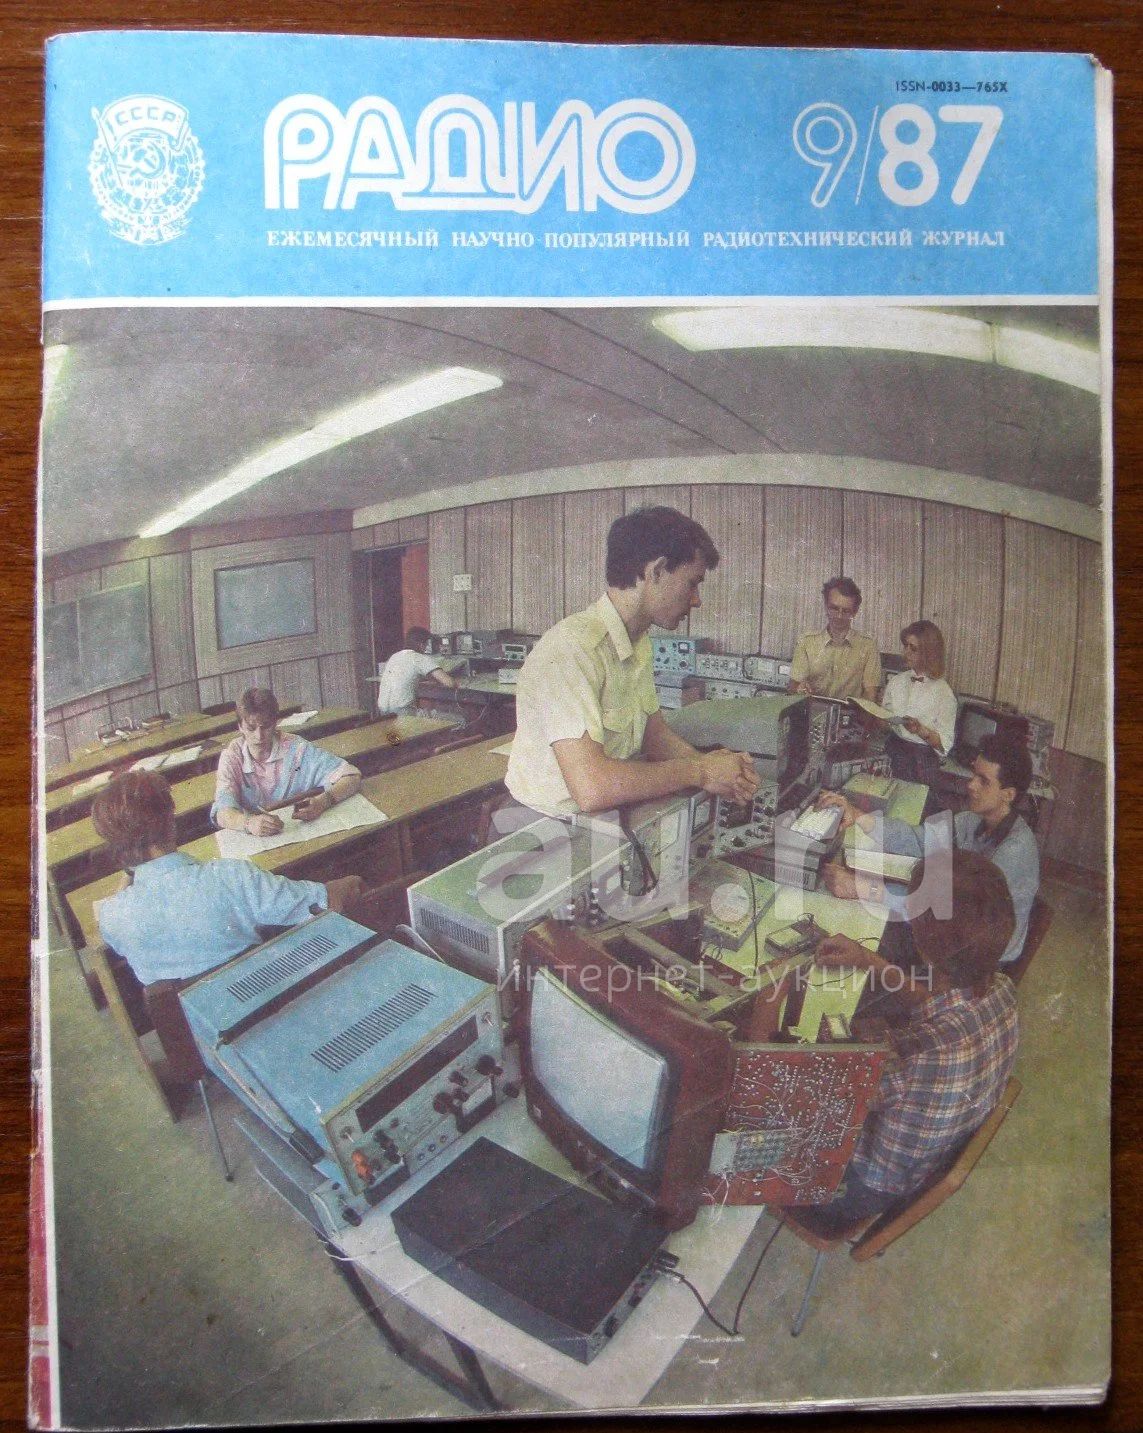 ISSN-0033—765X
СССР
РАДИО
9/87
ЕЖЕМЕСЯЧНЫЙ НАУЧНО-ПОПУЛЯРНЫЙ РАДИОТЕХНИЧЕСКИЙ ЖУРНАЛ
au.ru
интернет-аукцион